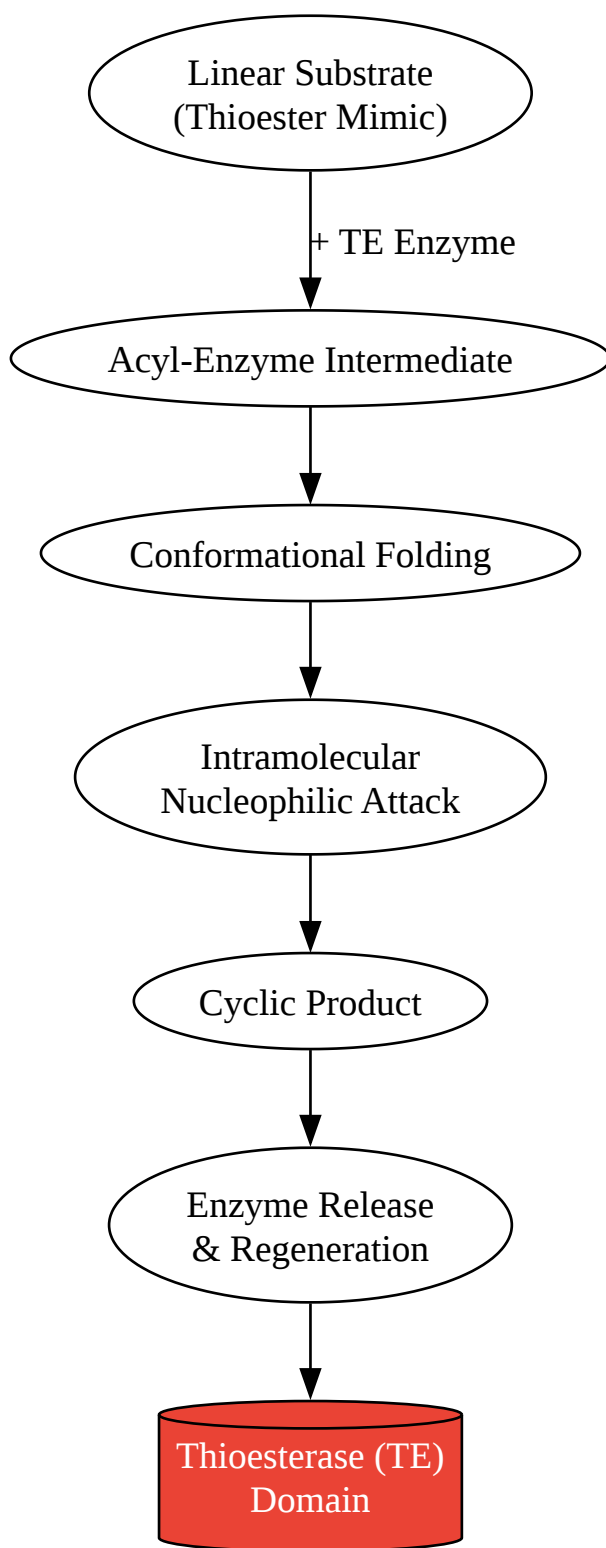 Linear Substrate
(Thioester Mimic)
+ TE Enzyme
Acyl-Enzyme Intermediate
Conformational Folding
Intramolecular
Nucleophilic Attack
Cyclic Product
Enzyme Release
& Regeneration
Thioesterase (TE)
Domain